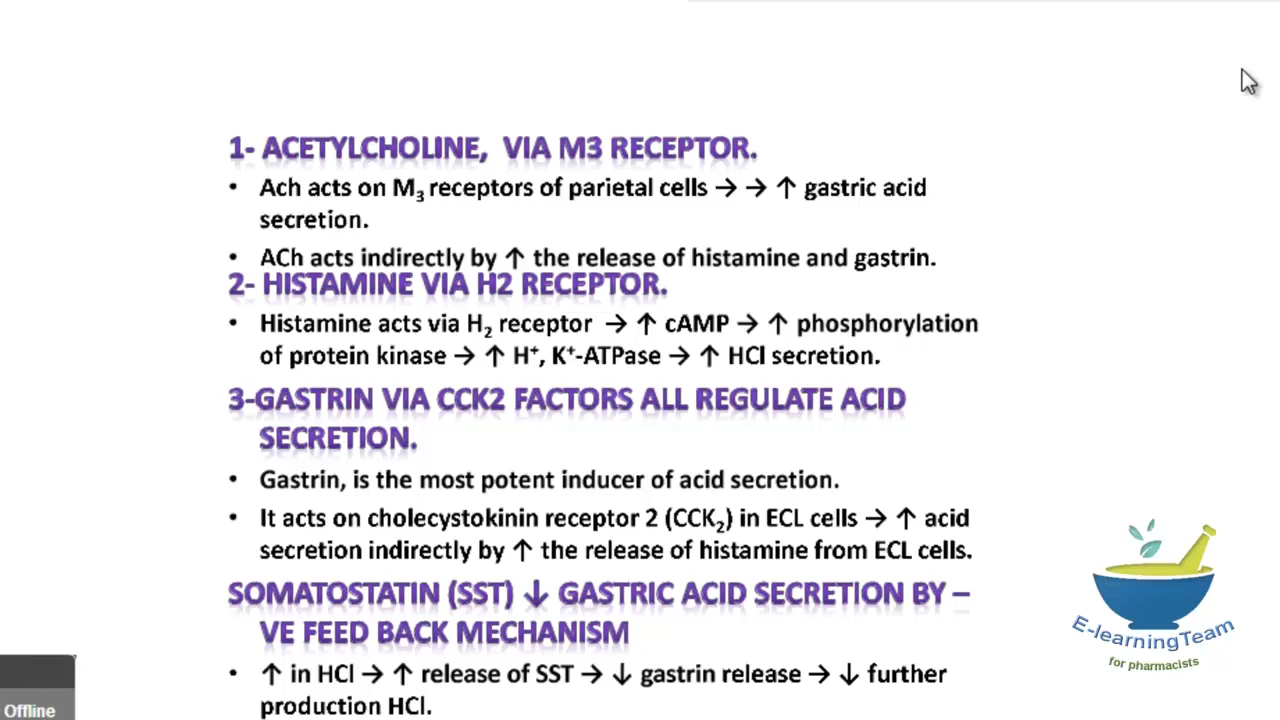 1- ACETYLCHOLINE, VIA M3 RECEPTOR.
• Ach acts on M₃ receptors of parietal cells → → ↑ gastric acid
secretion.
• ACh acts indirectly by ↑ the release of histamine and gastrin.
2- HISTAMINE VIA H2 RECEPTOR.
• Histamine acts via H₂ receptor → ↑ cAMP → ↑ phosphorylation
of protein kinase → ↑ H⁺, K⁺-ATPase → ↑ HCl secretion.
3-GASTRIN VIA CCK2 FACTORS ALL REGULATE ACID
SECRETION.
• Gastrin, is the most potent inducer of acid secretion.
• It acts on cholecystokinin receptor 2 (CCK₂) in ECL cells → ↑ acid
secretion indirectly by ↑ the release of histamine from ECL cells.
SOMATOSTATIN (SST) ↓ GASTRIC ACID SECRETION BY –
VE FEED BACK MECHANISM
• ↑ in HCl → ↑ release of SST → ↓ gastrin release → ↓ further
production HCl.
E-learningTeam
for pharmacists
Offline